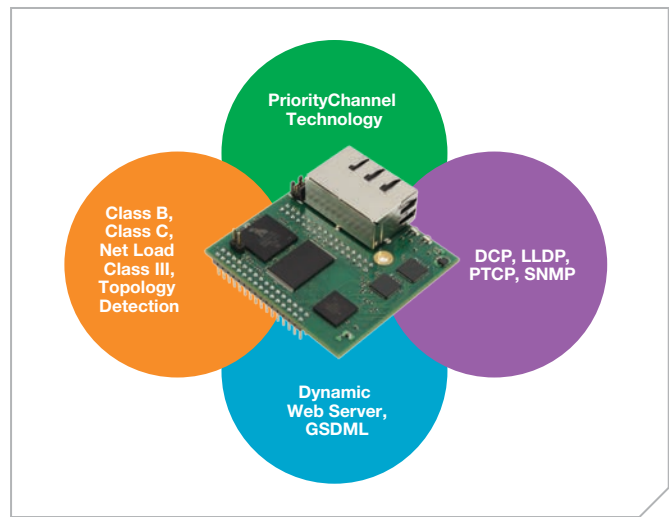 PriorityChannel
Technology
Class B,
Class C,
Net Load
Class III,
Topology
Detection
DCP, LLDP,
PTCP, SNMP
Dynamic
Web Server,
GSDML